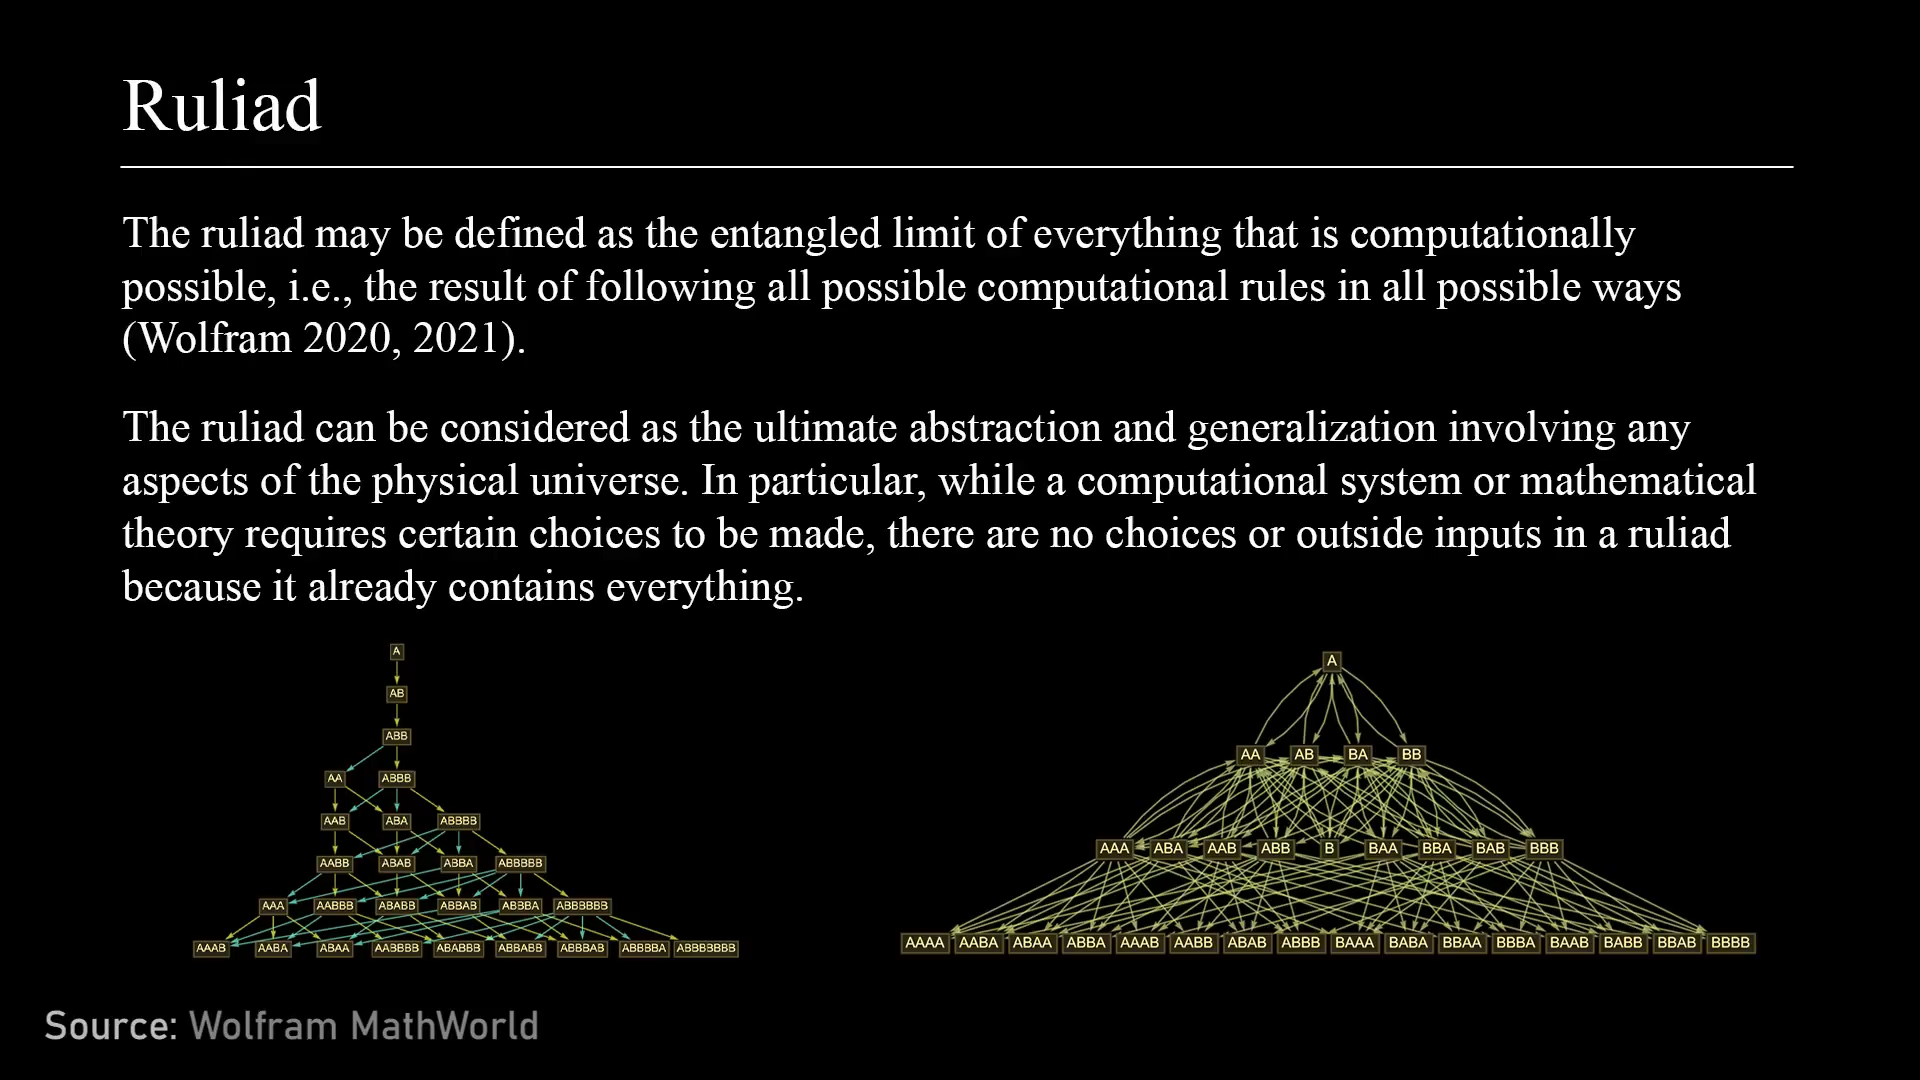 Ruliad
The ruliad may be defined as the entangled limit of everything that is computationally
possible, i.e., the result of following all possible computational rules in all possible ways
(Wolfram 2020, 2021).
The ruliad can be considered as the ultimate abstraction and generalization involving any
aspects of the physical universe. In particular, while a computational system or mathematical
theory requires certain choices to be made, there are no choices or outside inputs in a ruliad
because it already contains everything.
A
AB
ABB
AA ABBB
AAB ABA ABBBB
AABB ABAB ABBA ABBBBB
AAA AABBB ABABB ABBAB ABBBA ABBBBBB
AAAB AABA ABAA AABBBB ABABBB ABBABB ABBBAB ABBBBA ABBBBBBB
A
AA AB BA BB
AAA ABA AAB ABB B BAA BBA BAB BBB
AAAA AABA ABAA ABBA AAAB AABB ABAB ABBB BAAA BABA BBAA BBBA BAAB BABB BBAB BBBB
Source: Wolfram MathWorld